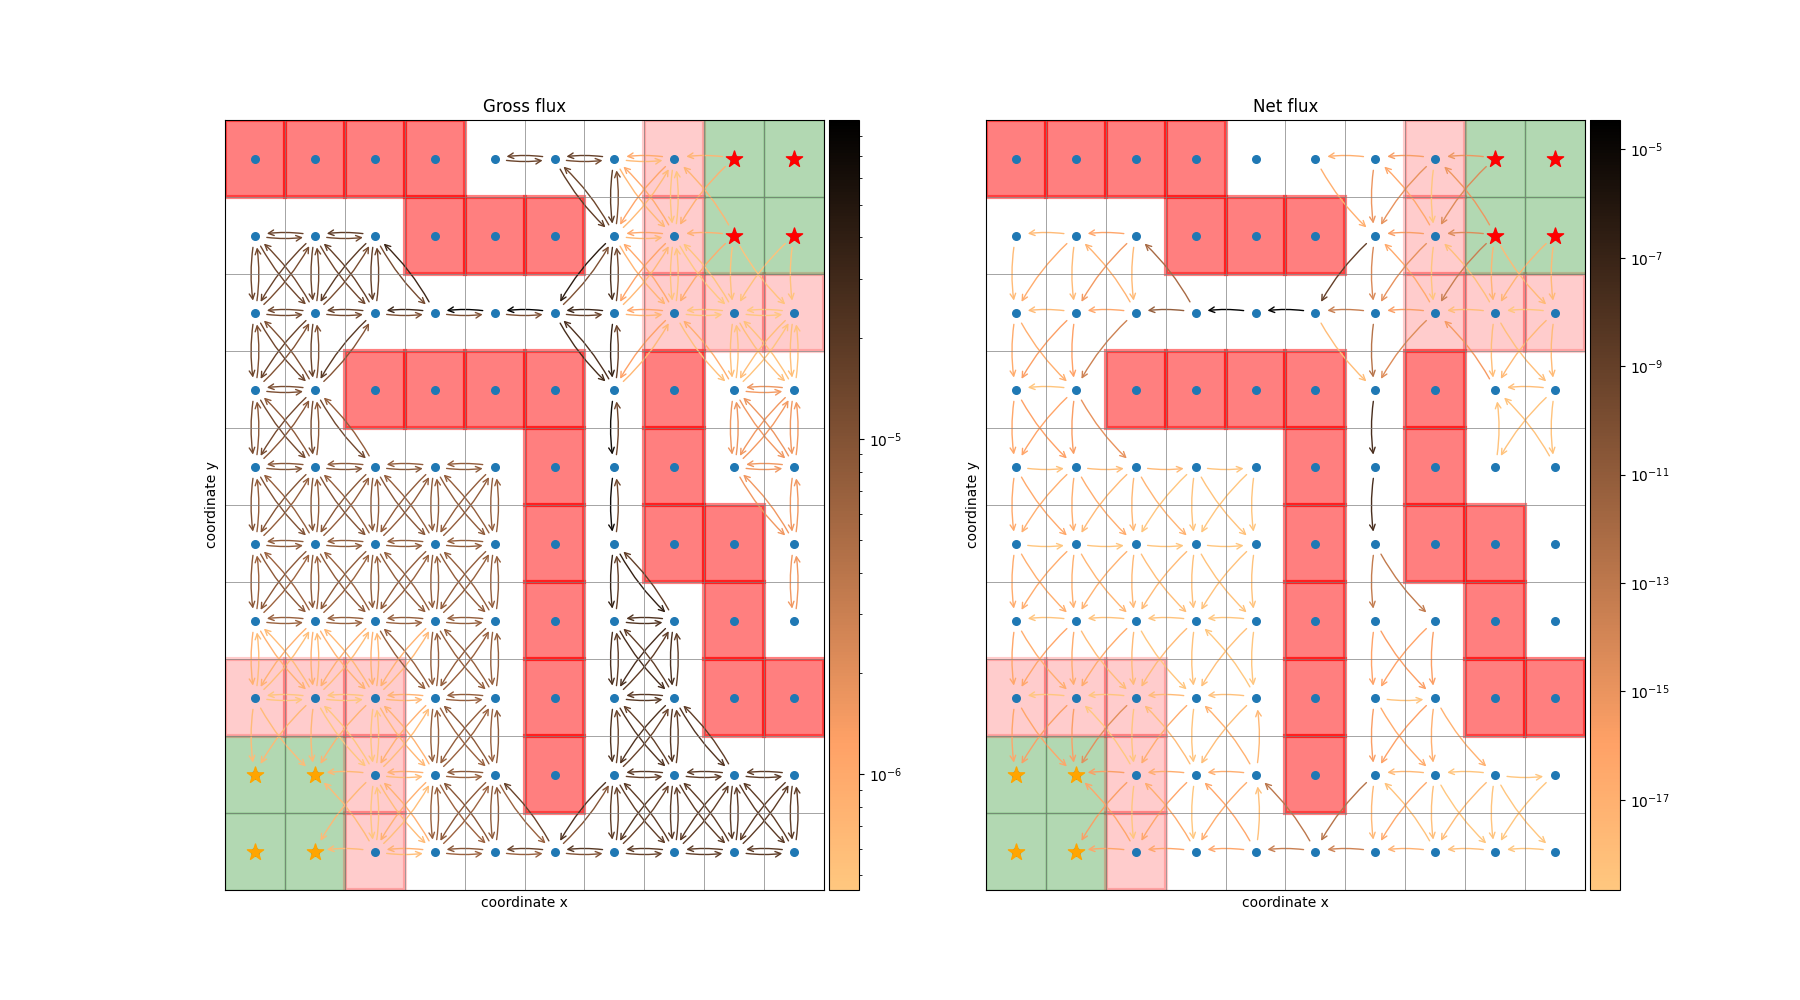 Gross flux
Net flux
coordinate y
coordinate x
10⁻⁵
10⁻⁶
coordinate y
coordinate x
10⁻⁵
10⁻⁷
10⁻⁹
10⁻¹¹
10⁻¹³
10⁻¹⁵
10⁻¹⁷